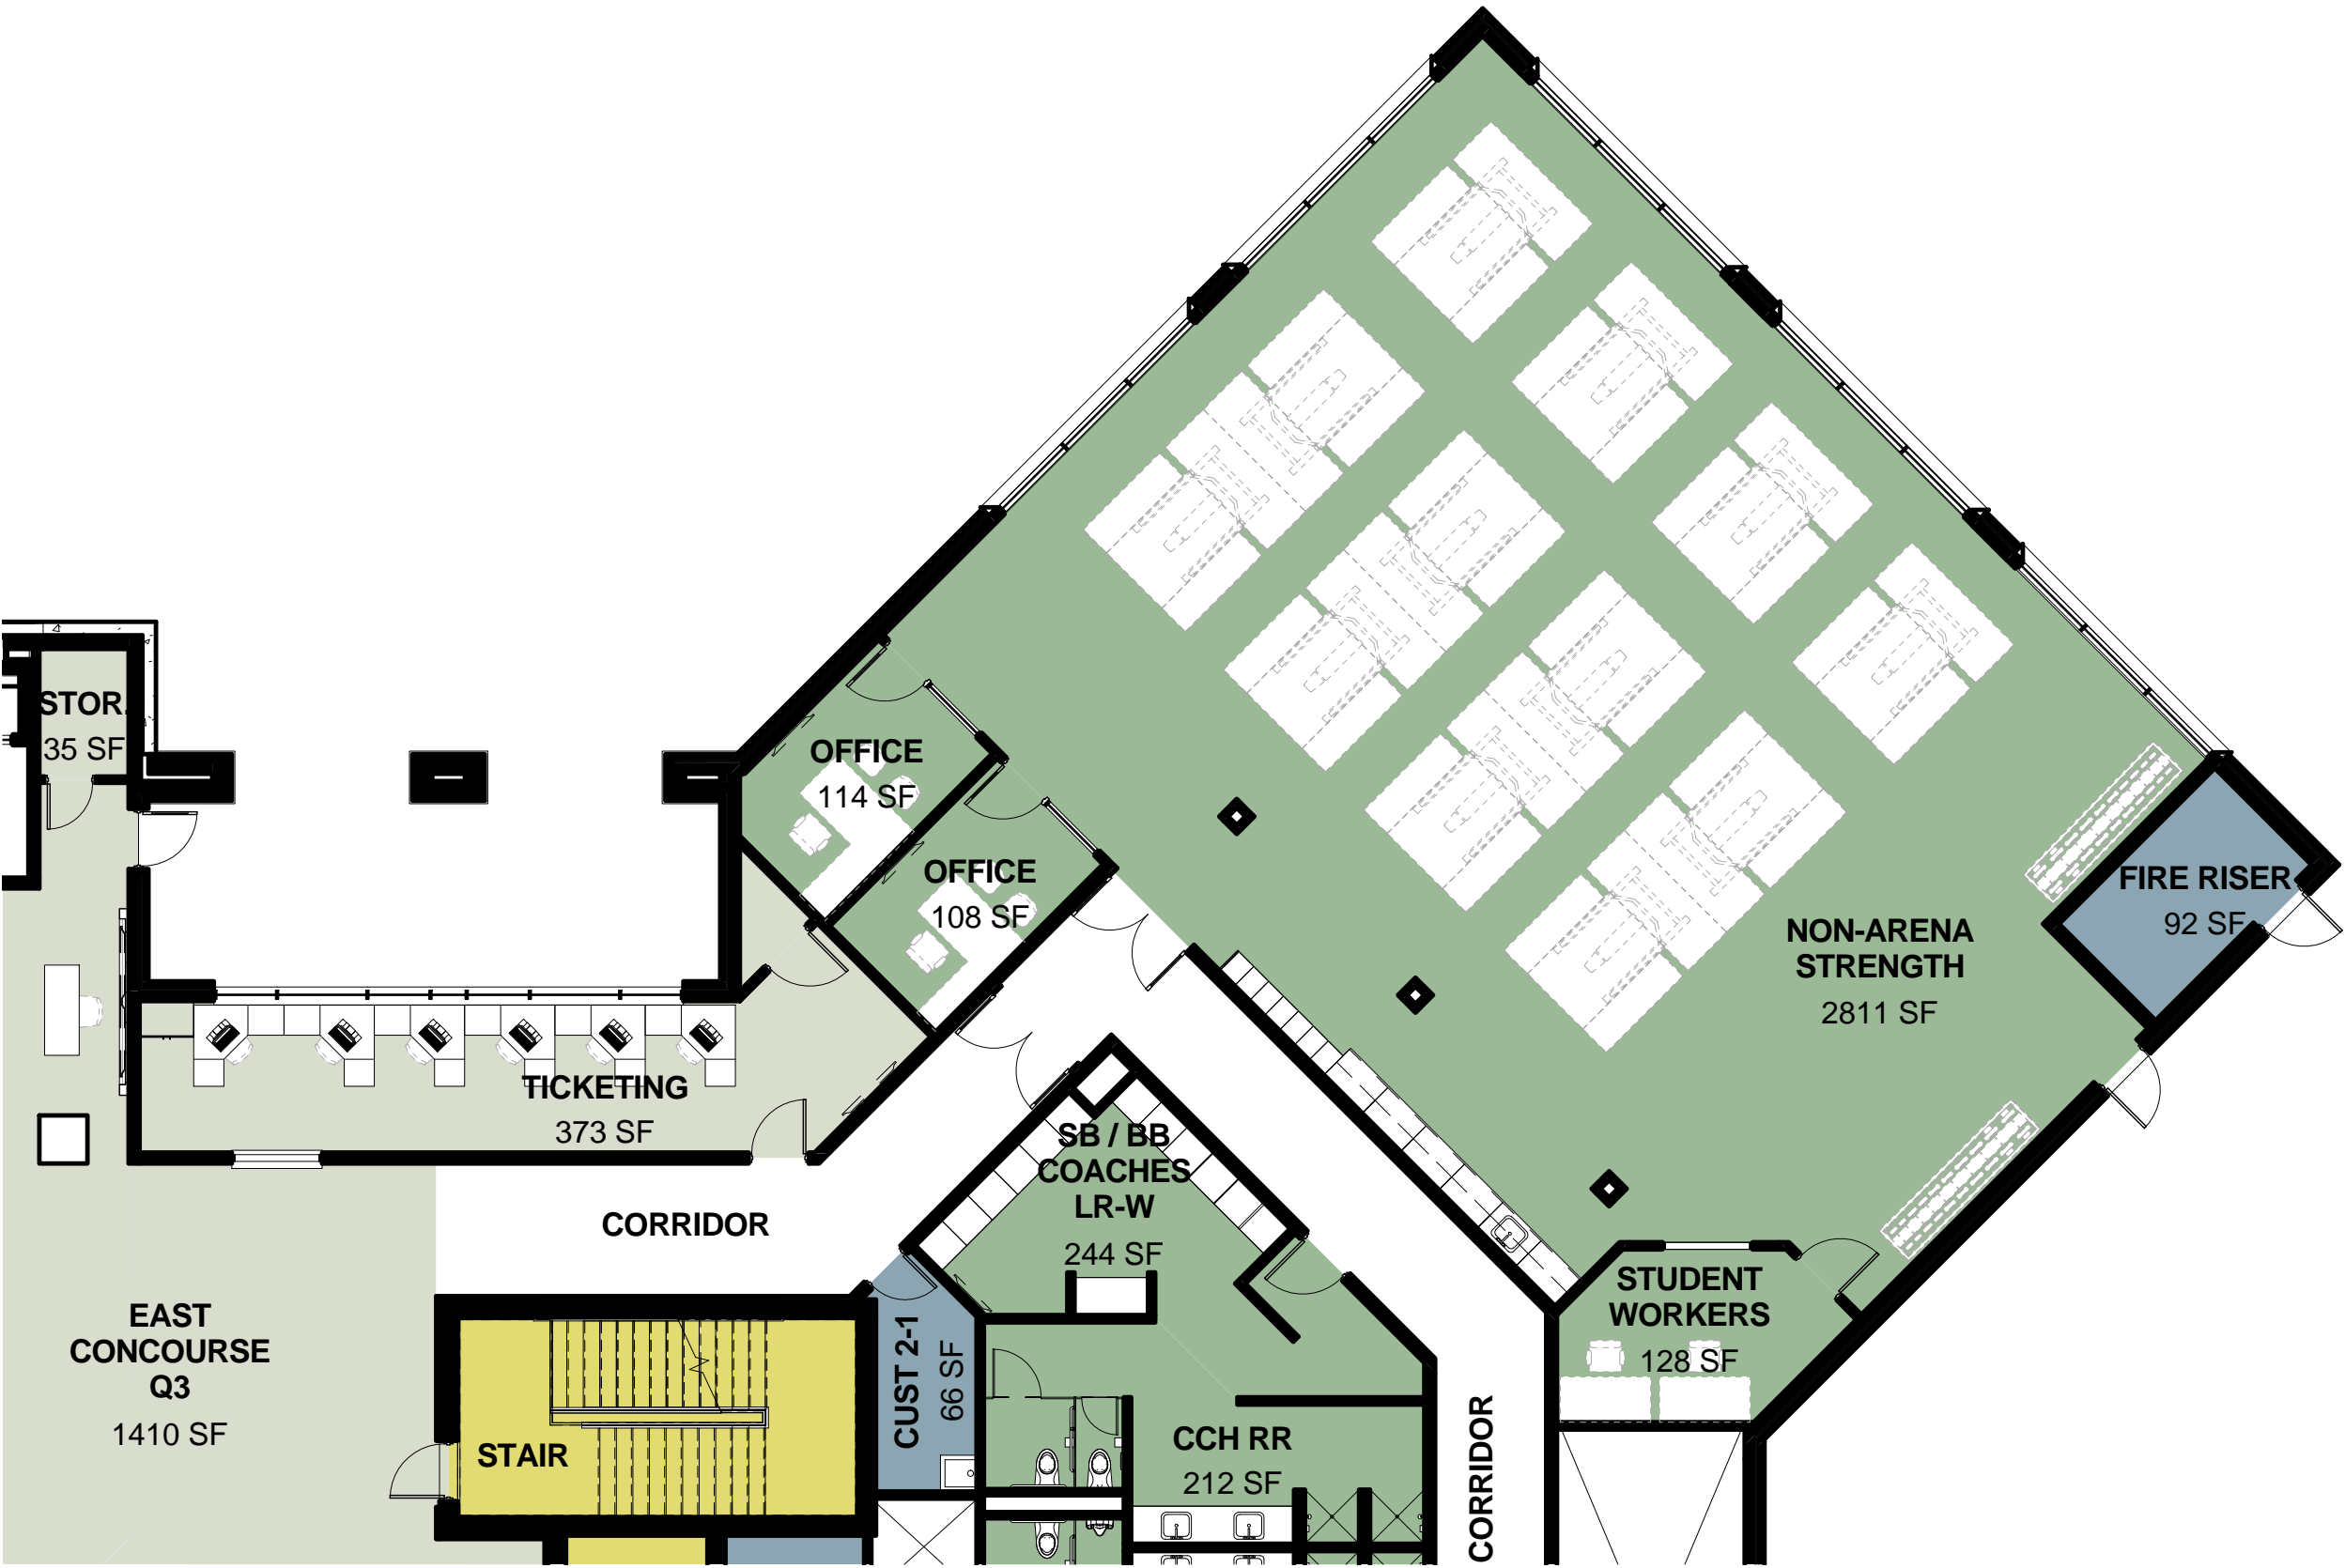 STOR.
35 SF
OFFICE
114 SF
OFFICE
108 SF
FIRE RISER
92 SF
NON-ARENA
STRENGTH
2811 SF
TICKETING
373 SF
SB / BB
COACHES
LR-W
244 SF
CORRIDOR
STUDENT
WORKERS
128 SF
EAST
CONCOURSE
Q3
1410 SF
STAIR
CUST 2-1
66 SF
CCH RR
212 SF
CORRIDOR